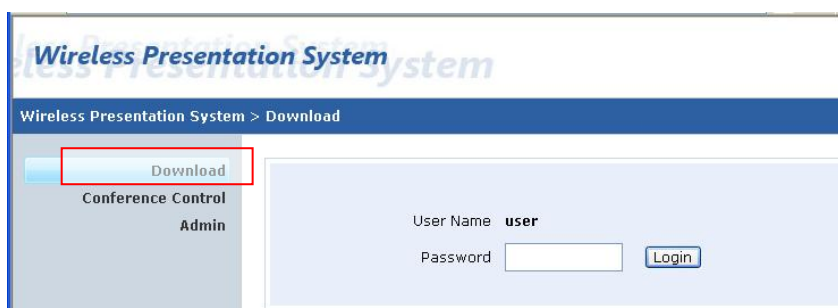 Wireless Presentation System
Wireless Presentation System > Download
Download
Conference Control
Admin
User Name user
Password
Login